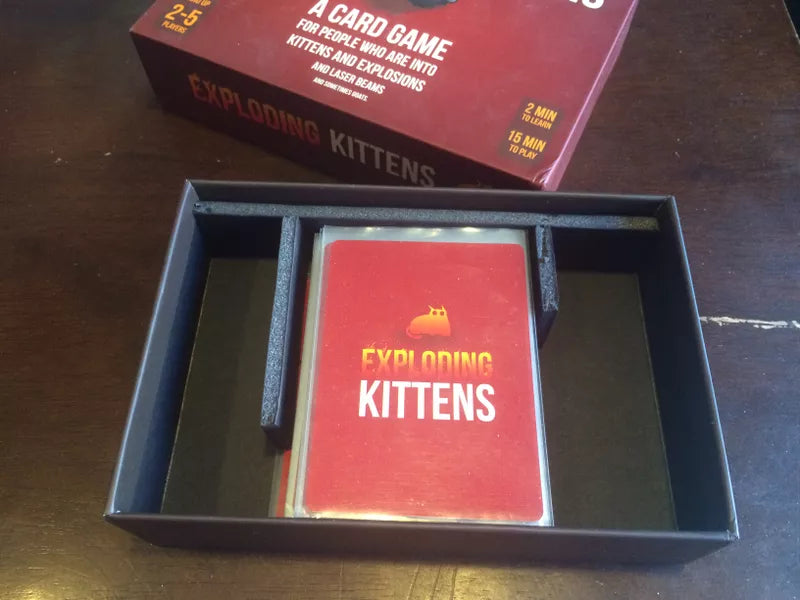 2-5
PLAYERS
A CARD GAME
FOR PEOPLE WHO ARE INTO
KITTENS AND EXPLOSIONS
AND LASER BEAMS
AND SOMETIMES GOATS.
2 MIN
TO LEARN
15 MIN
TO PLAY
EXPLODING KITTENS
EXPLODING
KITTENS